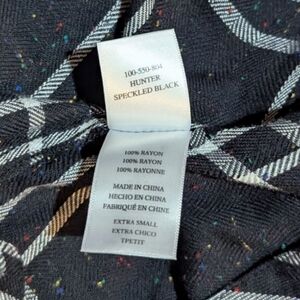 100-550-804
HUNTER
SPECKLED BLACK
100% RAYON
100% RAYON
100% RAYONNE
MADE IN CHINA
HECHO EN CHINA
FABRIQUÉ EN CHINE
EXTRA SMALL
EXTRA CHICO
TPETIT